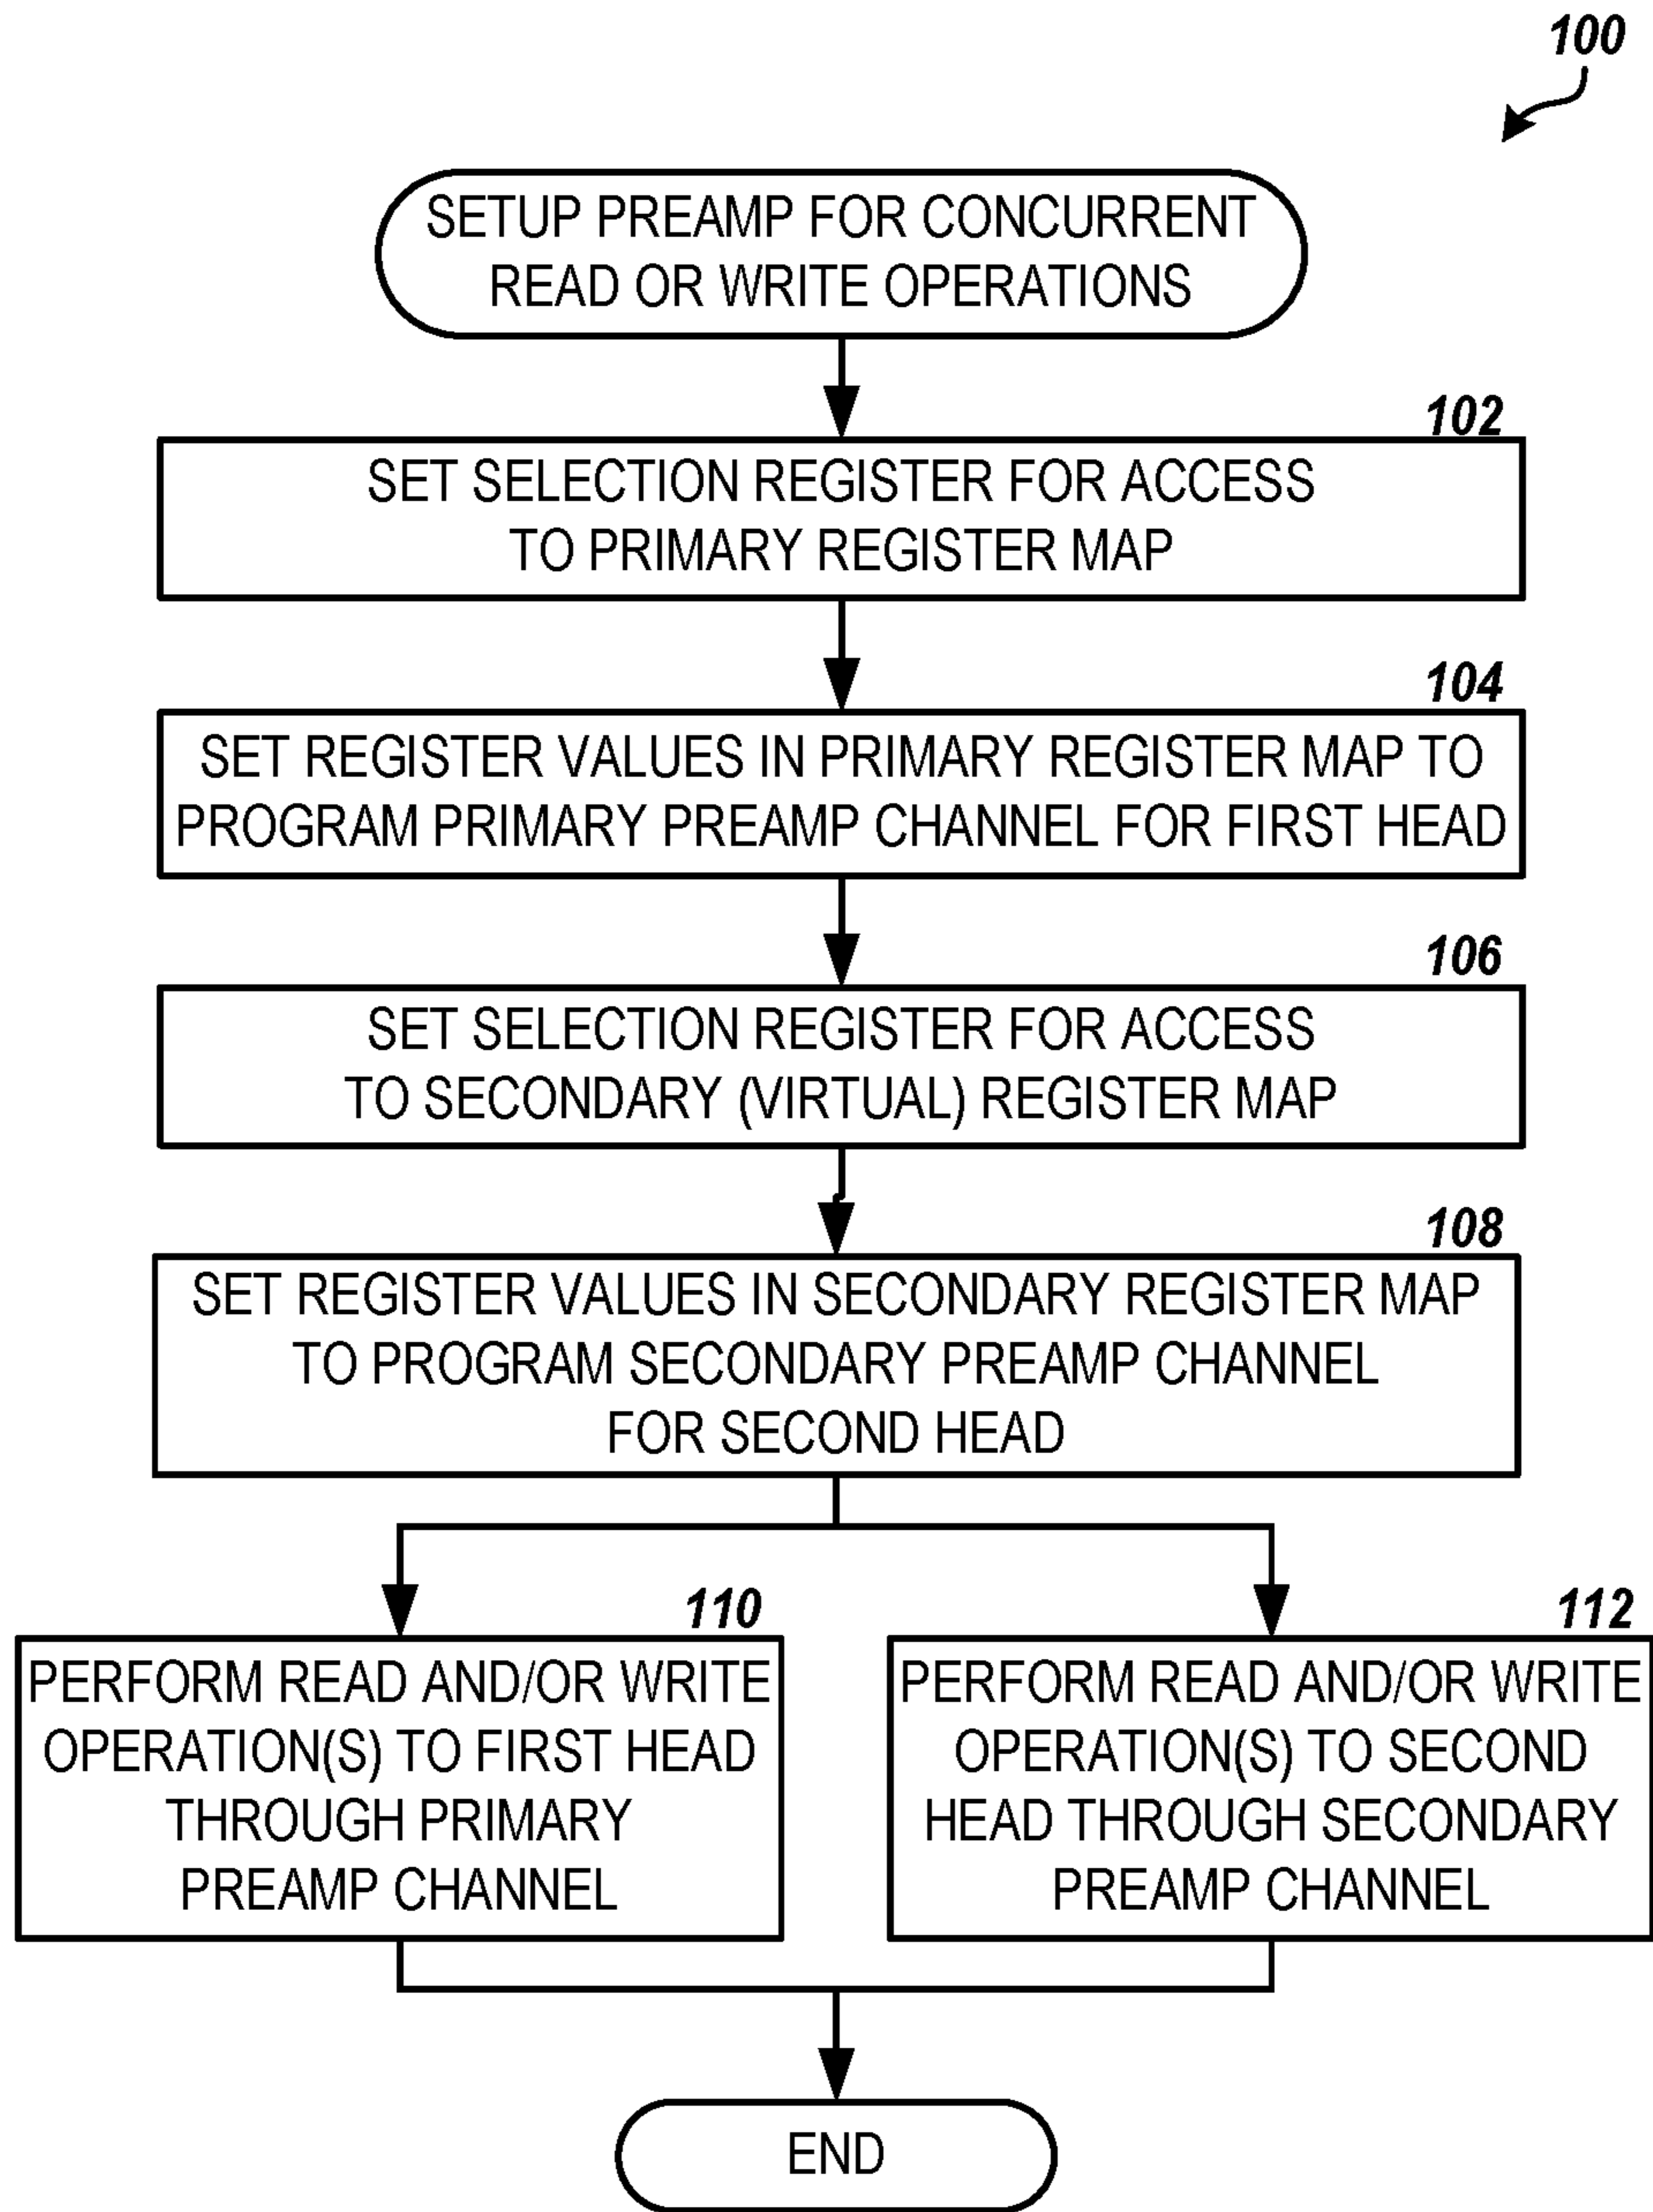 100
SETUP PREAMP FOR CONCURRENT
READ OR WRITE OPERATIONS
102
SET SELECTION REGISTER FOR ACCESS
TO PRIMARY REGISTER MAP
104
SET REGISTER VALUES IN PRIMARY REGISTER MAP TO
PROGRAM PRIMARY PREAMP CHANNEL FOR FIRST HEAD
106
SET SELECTION REGISTER FOR ACCESS
TO SECONDARY (VIRTUAL) REGISTER MAP
108
SET REGISTER VALUES IN SECONDARY REGISTER MAP
TO PROGRAM SECONDARY PREAMP CHANNEL
FOR SECOND HEAD
110
PERFORM READ AND/OR WRITE
OPERATION(S) TO FIRST HEAD
THROUGH PRIMARY
PREAMP CHANNEL
112
PERFORM READ AND/OR WRITE
OPERATION(S) TO SECOND
HEAD THROUGH SECONDARY
PREAMP CHANNEL
END